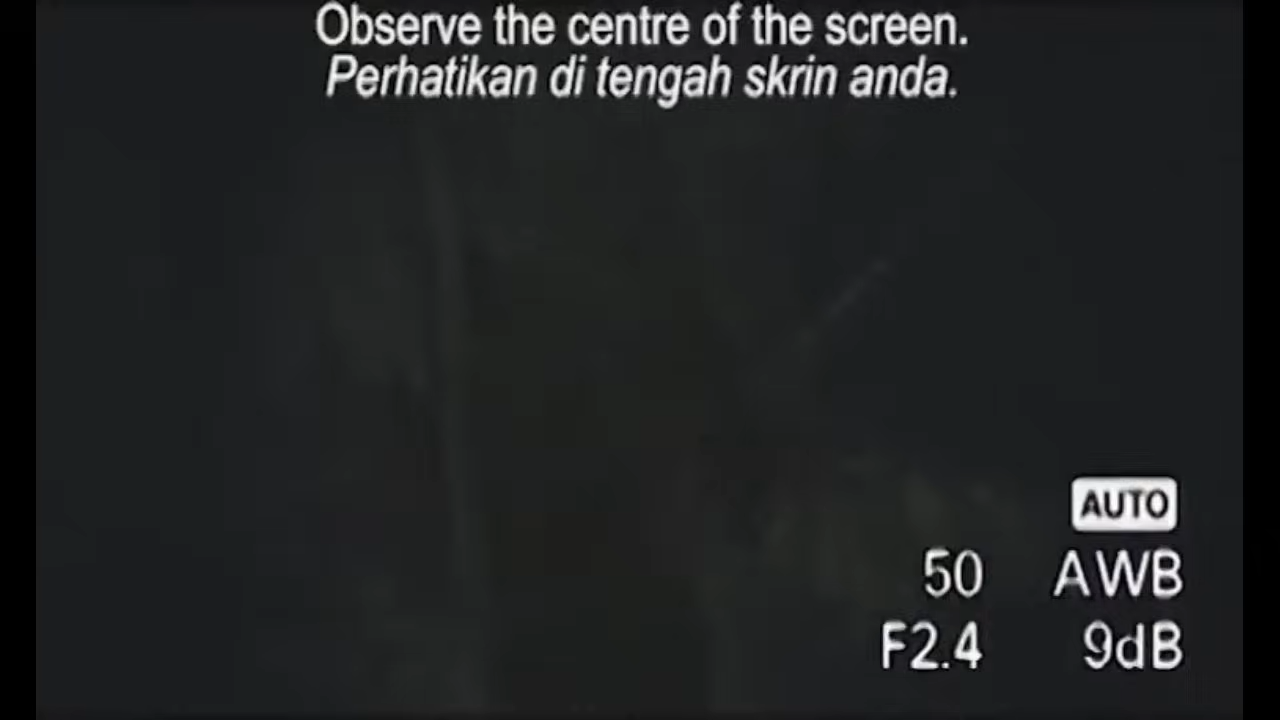 Observe the centre of the screen.
Perhatikan di tengah skrin anda.
AUTO
50 AWB
F2.4 9dB